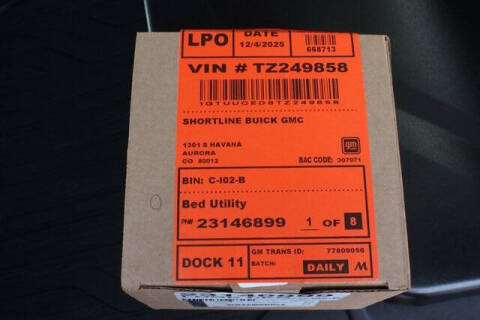 LPO
DATE
12/4/2025
668713
VIN # TZ249858
1GTUUCED8TZ249858
SHORTLINE BUICK GMC
1301 S HAVANA
AURORA
CO 80012
gm
BAC CODE: 307071
BIN: C-I02-B
Bed Utility
PN# 23146899 1 OF 8
GM TRANS ID: 77809056
DOCK 11 BATCH: DAILY M